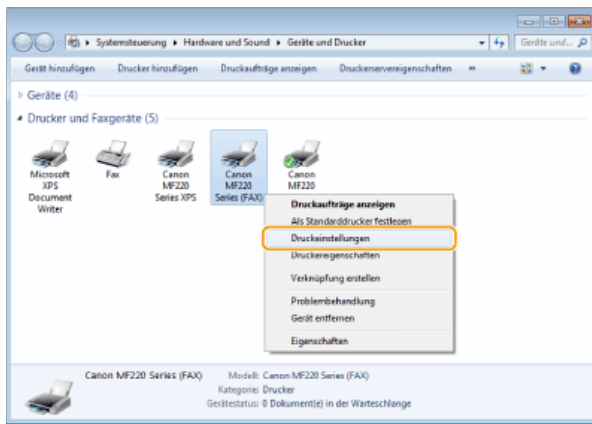 Systemsteuerung ▸ Hardware und Sound ▸ Geräte und Drucker
Geräte und...
Gerät hinzufügen Drucker hinzufügen Druckaufträge anzeigen Druckerservereigenschaften »
Geräte (4)
Drucker und Faxgeräte (5)
Microsoft
XPS
Document
Writer
Fax
Canon
MF220
Series XPS
Canon
MF220
Series (FAX)
Canon
MF220
Druckaufträge anzeigen
Als Standarddrucker festlegen
Druckeinstellungen
Druckereigenschaften
Verknüpfung erstellen
Problembehandlung
Gerät entfernen
Eigenschaften
Canon MF220 Series (FAX) Modell: Canon MF220 Series (FAX)
Kategorie: Drucker
Gerätestatus: 0 Dokument(e) in der Warteschlange